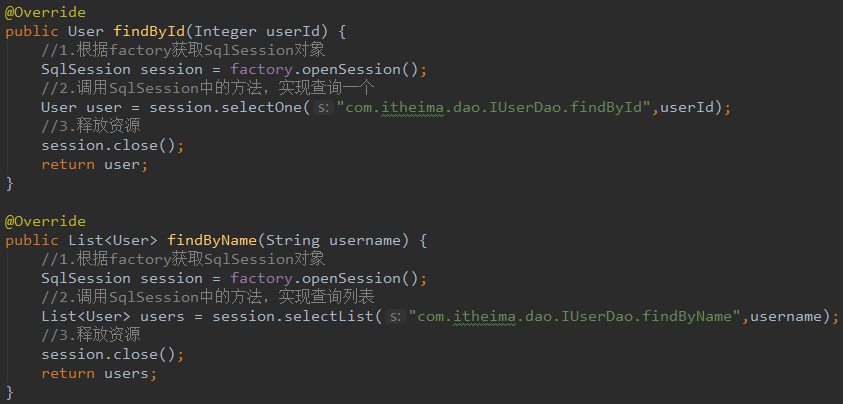 @Override
public User findById(Integer userId) {
//1.根据factory获取SqlSession对象
SqlSession session = factory.openSession();
//2.调用SqlSession中的方法，实现查询一个
User user = session.selectOne( s: "com.itheima.dao.IUserDao.findById",userId);
//3.释放资源
session.close();
return user;
}
@Override
public List<User> findByName(String username) {
//1.根据factory获取SqlSession对象
SqlSession session = factory.openSession();
//2.调用SqlSession中的方法，实现查询列表
List<User> users = session.selectList( s: "com.itheima.dao.IUserDao.findByName",username);
//3.释放资源
session.close();
return users;
}